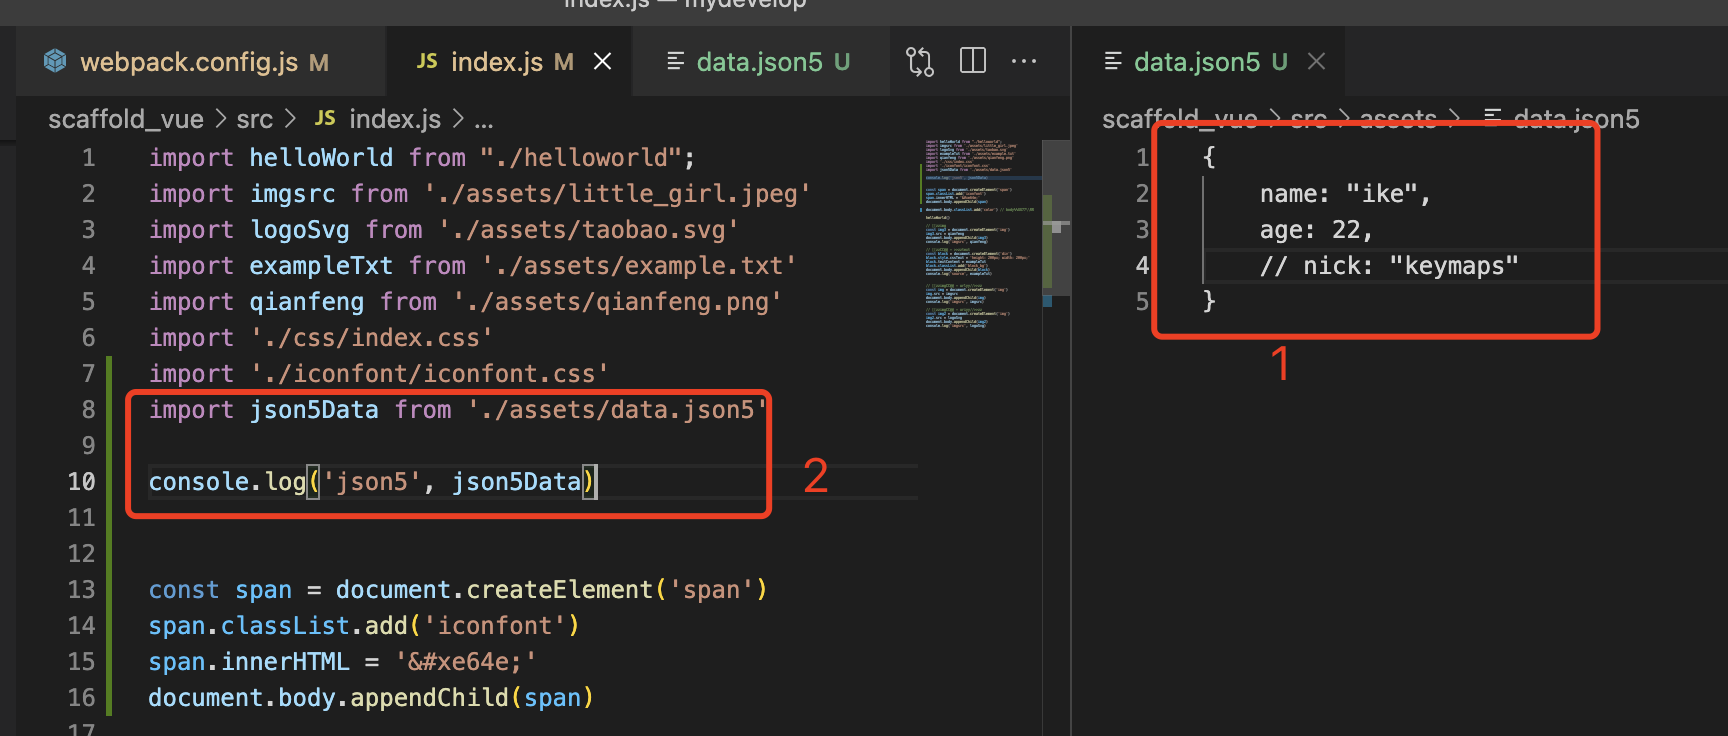 index.js — mydevelop
webpack.config.js M
JS index.js M
data.json5 U
data.json5 U
scaffold_vue > src > JS index.js > ...
1 import helloWorld from "./helloworld";
2 import imgsrc from './assets/little_girl.jpeg'
3 import logoSvg from './assets/taobao.svg'
4 import exampleTxt from './assets/example.txt'
5 import qianfeng from './assets/qianfeng.png'
6 import './css/index.css'
7 import './iconfont/iconfont.css'
8 import json5Data from './assets/data.json5'
9
10 console.log('json5', json5Data)
11
12
13 const span = document.createElement('span')
14 span.classList.add('iconfont')
15 span.innerHTML = '&#xe64e;'
16 document.body.appendChild(span)
17
2
scaffold_vue > src > assets > data.json5
1 {
2 name: "ike",
3 age: 22,
4 // nick: "keymaps"
5 }
1